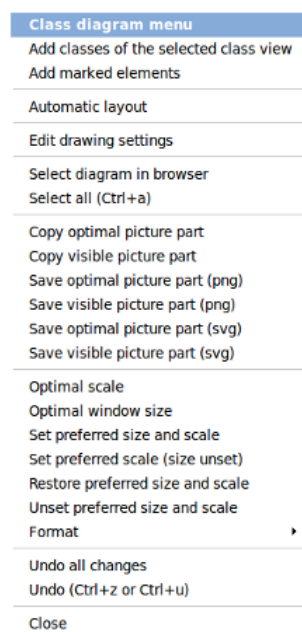 Class diagram menu
Add classes of the selected class view
Add marked elements
Automatic layout
Edit drawing settings
Select diagram in browser
Select all (Ctrl+a)
Copy optimal picture part
Copy visible picture part
Save optimal picture part (png)
Save visible picture part (png)
Save optimal picture part (svg)
Save visible picture part (svg)
Optimal scale
Optimal window size
Set preferred size and scale
Set preferred scale (size unset)
Restore preferred size and scale
Unset preferred size and scale
Format
Undo all changes
Undo (Ctrl+z or Ctrl+u)
Close